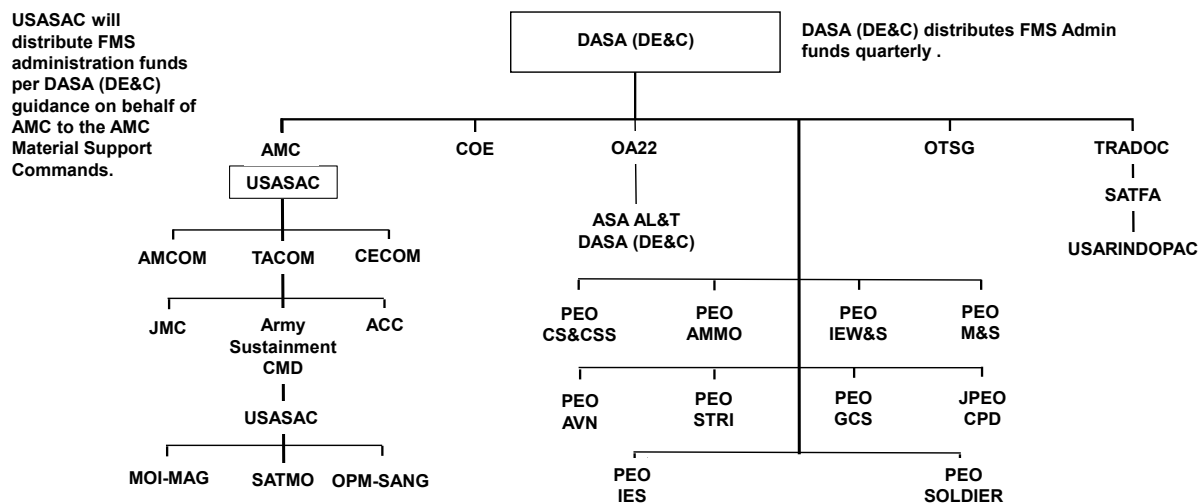 USASAC will
distribute FMS
administration funds
per DASA (DE&C)
guidance on behalf of
AMC to the AMC
Material Support
Commands.
DASA (DE&C)
DASA (DE&C) distributes FMS Admin
funds quarterly .
AMC
COE
OA22
OTSG
TRADOC
USASAC
SATFA
ASA AL&T
DASA (DE&C)
USARINDOPAC
AMCOM
TACOM
CECOM
JMC
Army
Sustainment
CMD
ACC
USASAC
MOI-MAG
SATMO
OPM-SANG
PEO
CS&CSS
PEO
AMMO
PEO
IEW&S
PEO
M&S
PEO
AVN
PEO
STRI
PEO
GCS
JPEO
CPD
PEO
IES
PEO
SOLDIER